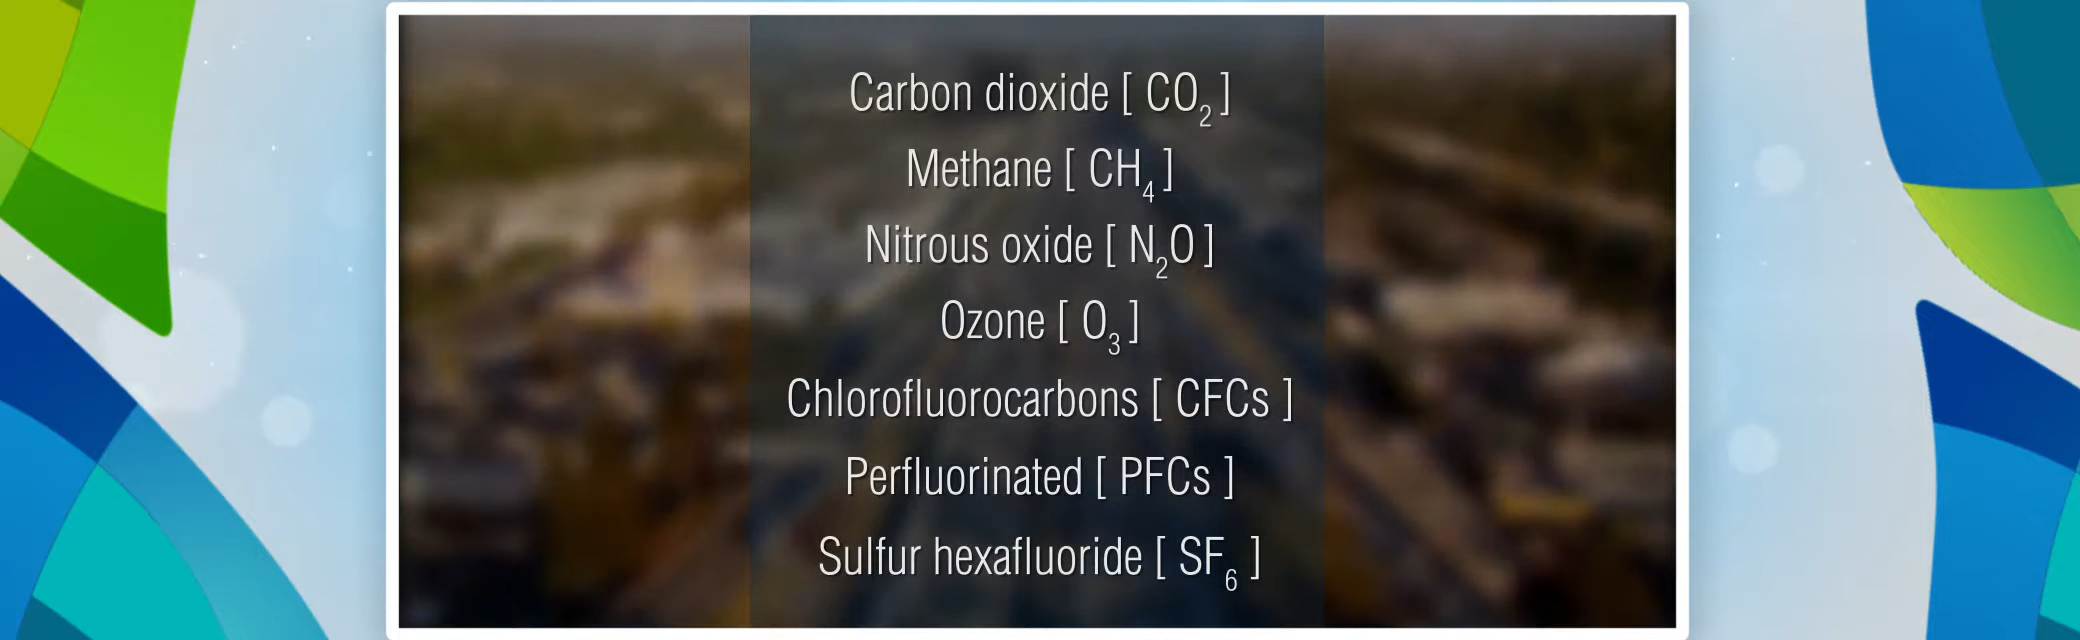 Carbon dioxide [ CO₂ ]
Methane [ CH₄ ]
Nitrous oxide [ N₂O ]
Ozone [ O₃ ]
Chlorofluorocarbons [ CFCs ]
Perfluorinated [ PFCs ]
Sulfur hexafluoride [ SF₆ ]